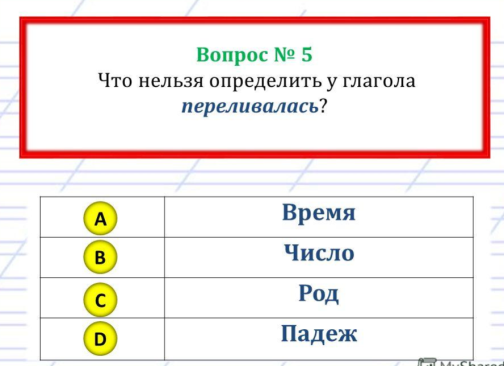 Вопрос № 5
Что нельзя определить у глагола
переливалась?
A Время
B Число
C Род
D Падеж